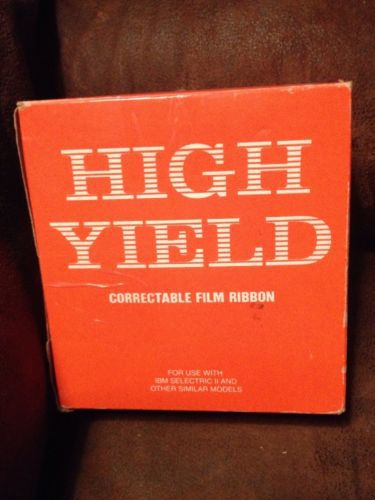 HIGH
YIELD
CORRECTABLE FILM RIBBON
FOR USE WITH
IBM SELECTRIC II AND
OTHER SIMILAR MODELS